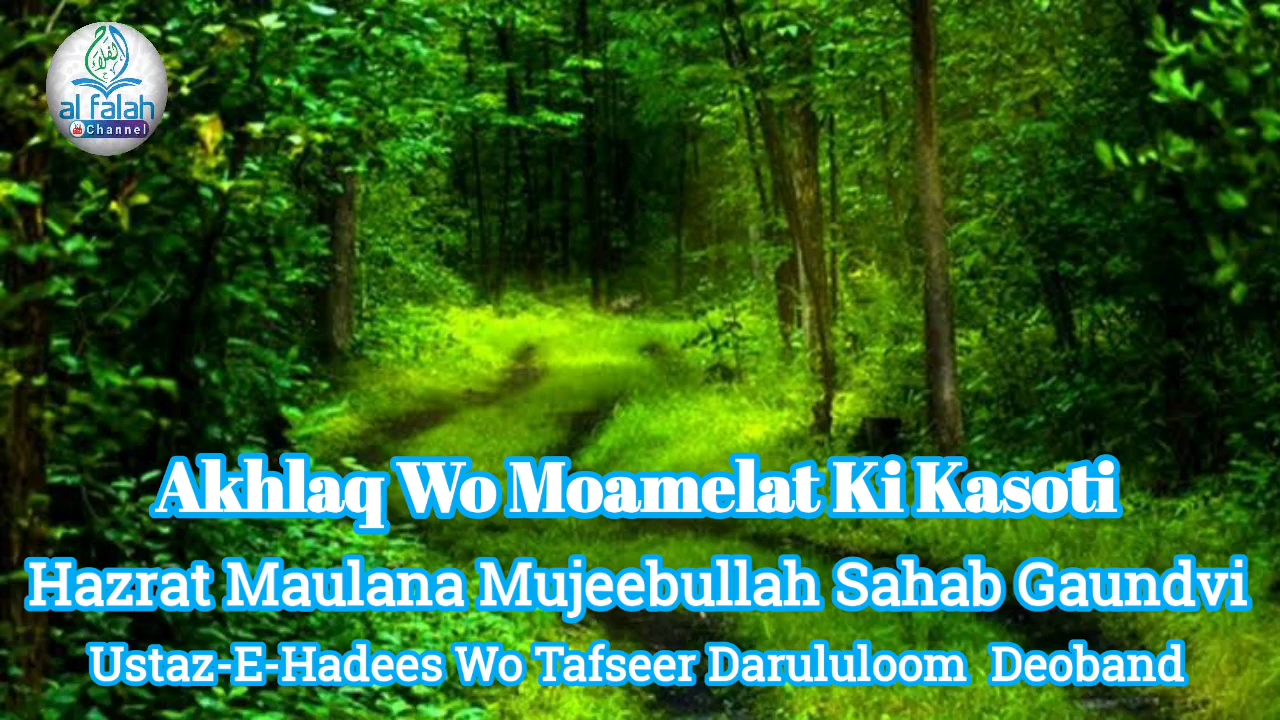 الفلاح
al falah
Channel
Akhlaq Wo Moamelat Ki Kasoti
Hazrat Maulana Mujeebullah Sahab Gaundvi
Ustaz-E-Hadees Wo Tafseer Darululoom Deoband